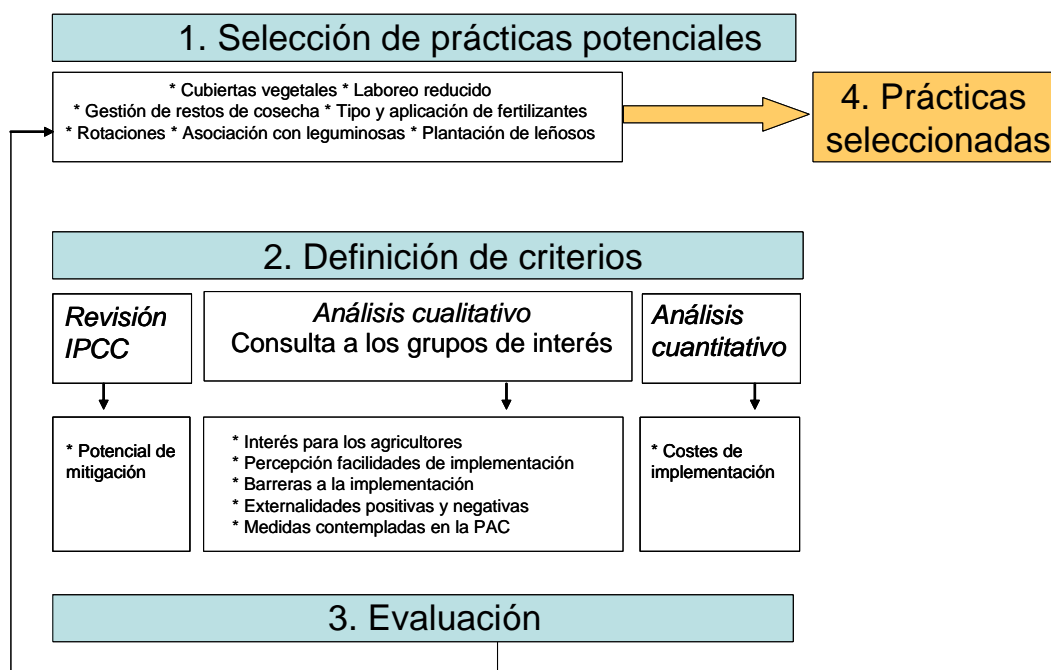 1. Selección de prácticas potenciales
* Cubiertas vegetales * Laboreo reducido
* Gestión de restos de cosecha * Tipo y aplicación de fertilizantes
* Rotaciones * Asociación con leguminosas * Plantación de leñosos
4. Prácticas
seleccionadas
2. Definición de criterios
Revisión
IPCC
Análisis cualitativo
Consulta a los grupos de interés
Análisis
cuantitativo
* Potencial de
mitigación
* Interés para los agricultores
* Percepción facilidades de implementación
* Barreras a la implementación
* Externalidades positivas y negativas
* Medidas contempladas en la PAC
* Costes de
implementación
3. Evaluación